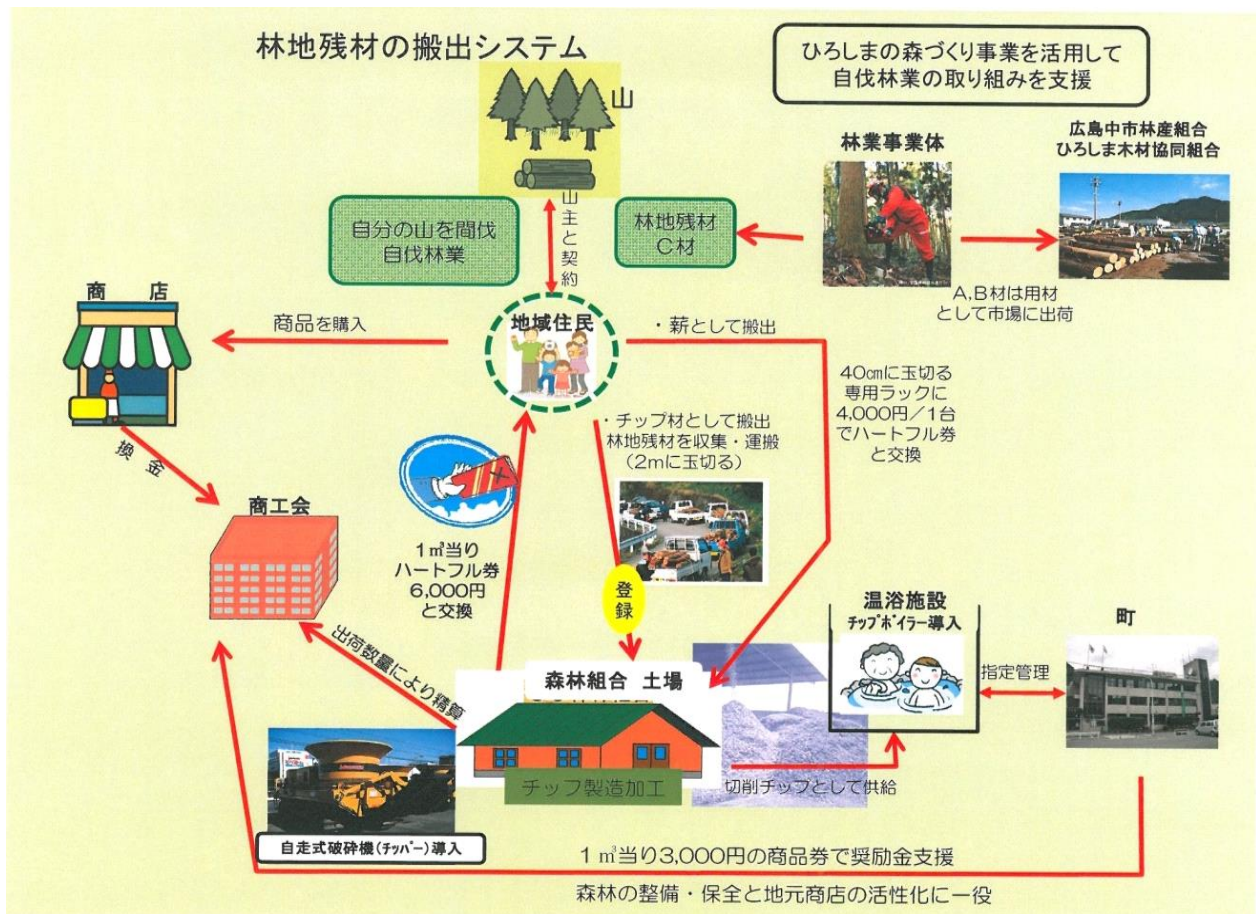 林地残材の搬出システム
ひろしまの森づくり事業を活用して
自伐林業の取り組みを支援
山
林業事業体
広島中市林産組合
ひろしま木材協同組合
自分の山を間伐
自伐林業
山主と契約
林地残材
C材
A,B材は用材
として市場に出荷
商 店
商品を購入
地域住民
・薪として搬出
40㎝に玉切る
専用ラックに
4,000円／1台
でハートフル券
と交換
・チップ材として搬出
林地残材を収集・運搬
(2mに玉切る)
換金
商工会
1㎥当り
ハートフル券
6,000円
と交換
登録
温浴施設
ﾁｯﾌﾟﾎﾞｲﾗｰ導入
町
指定管理
出荷数量により精算
森林組合 土場
チップ製造加工
切削チップとして供給
自走式破砕機(ﾁｯﾊﾟｰ)導入
1㎥当り3,000円の商品券で奨励金支援
森林の整備・保全と地元商店の活性化に一役